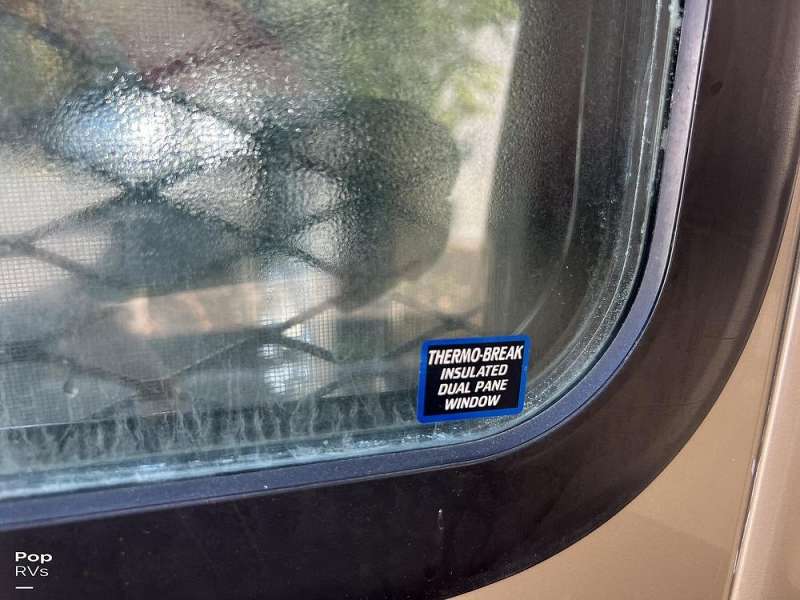 THERMO-BREAK
INSULATED
DUAL PANE
WINDOW
Pop
RVs